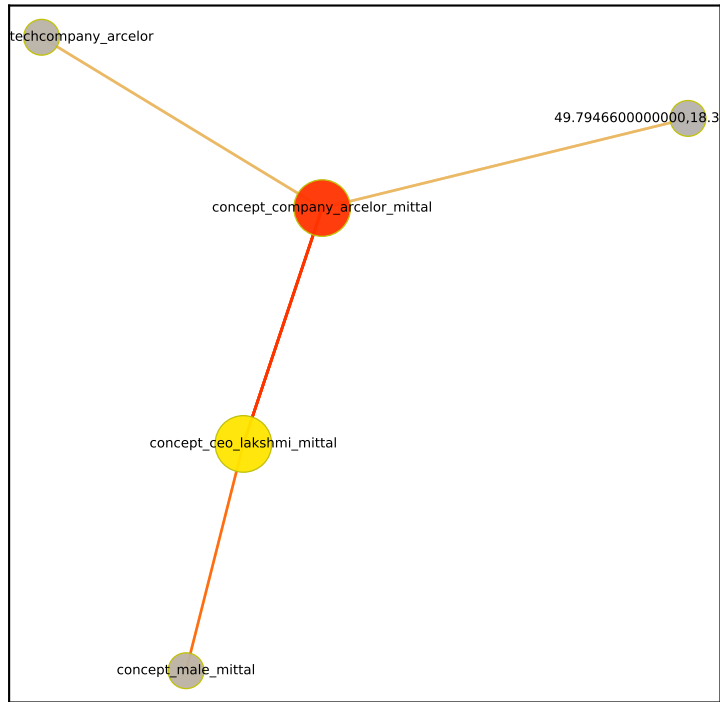 techcompany_arcelor
49.7946600000000,18.3
concept_company_arcelor_mittal
concept_ceo_lakshmi_mittal
concept_male_mittal